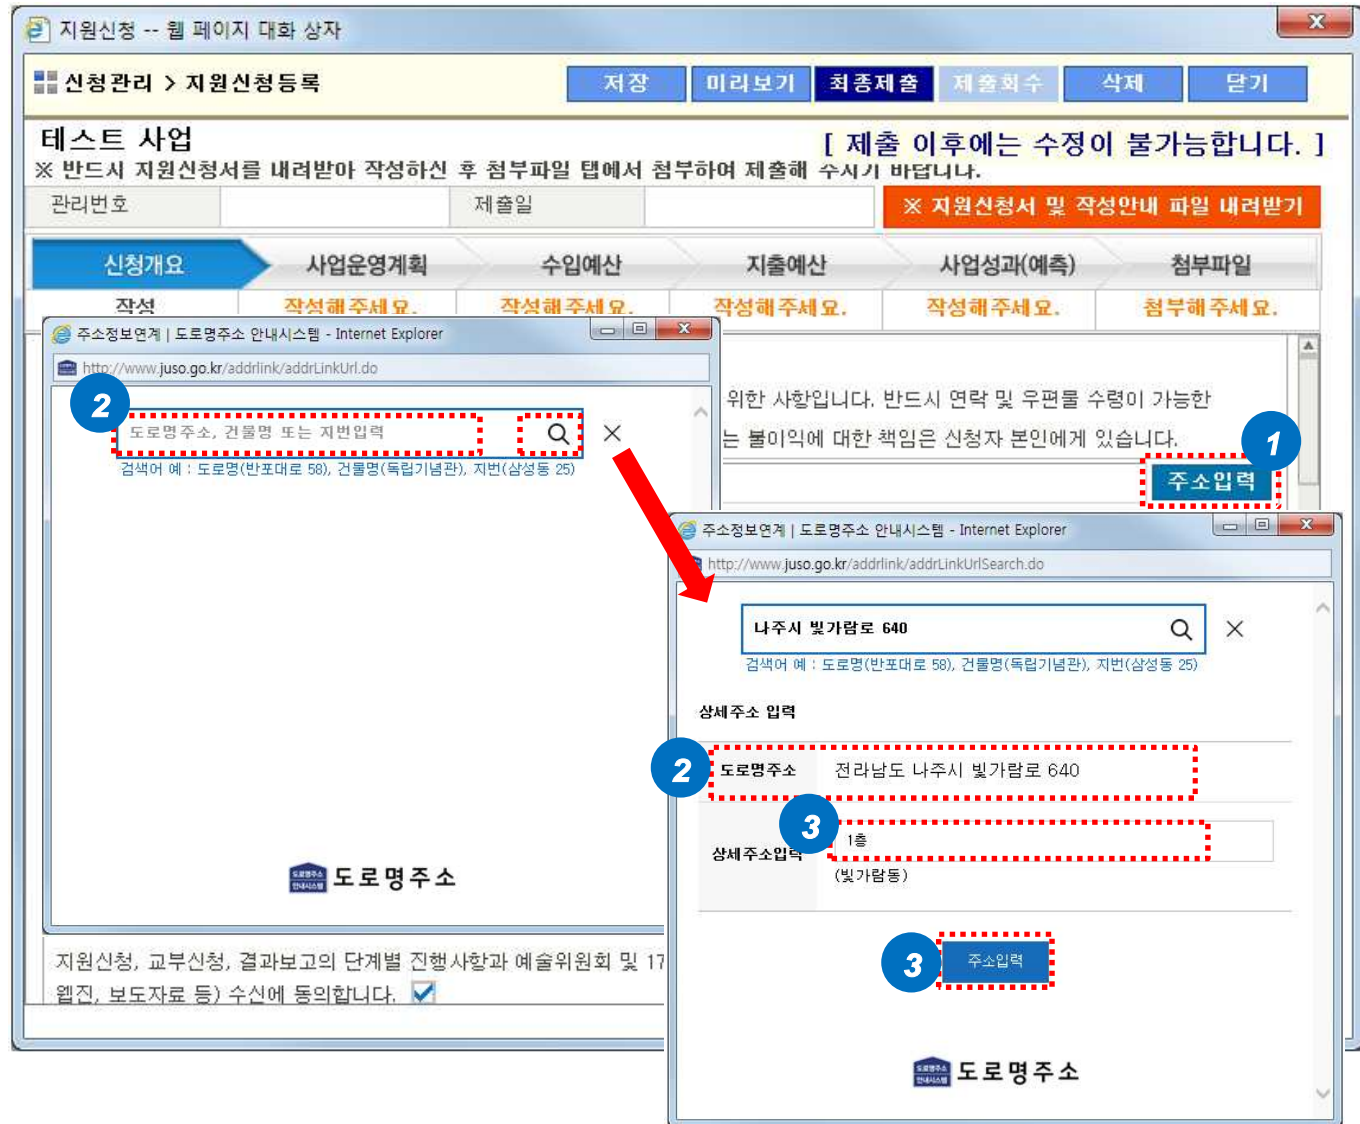 지원신청 -- 웹 페이지 대화 상자
신청관리 > 지원신청등록
저장 미리보기 최종제출 제출회수 삭제 닫기
테스트 사업
[ 제출 이후에는 수정이 불가능합니다. ]
※ 반드시 지원신청서를 내려받아 작성하신 후 첨부파일 탭에서 첨부하여 제출해 주시기 바랍니다.
관리번호 제출일 ※ 지원신청서 및 작성안내 파일 내려받기
신청개요 사업운영계획 수입예산 지출예산 사업성과(예측) 첨부파일
작성 작성해주세요. 작성해주세요. 작성해주세요. 작성해주세요. 첨부해주세요.
주소정보연계 | 도로명주소 안내시스템 - Internet Explorer
http://www.juso.go.kr/addrlink/addrLinkUrl.do
2
도로명주소, 건물명 또는 지번입력
검색어 예 : 도로명(반포대로 58), 건물명(독립기념관), 지번(삼성동 25)
도로명주소
안내시스템
도로명주소
위한 사항입니다. 반드시 연락 및 우편물 수령이 가능한
는 불이익에 대한 책임은 신청자 본인에게 있습니다.
1
주소입력
주소정보연계 | 도로명주소 안내시스템 - Internet Explorer
http://www.juso.go.kr/addrlink/addrLinkUrlSearch.do
나주시 빛가람로 640
검색어 예 : 도로명(반포대로 58), 건물명(독립기념관), 지번(삼성동 25)
상세주소 입력
2
도로명주소 전라남도 나주시 빛가람로 640
3
상세주소입력 1층
(빛가람동)
3
주소입력
도로명주소
안내시스템
도로명주소
지원신청, 교부신청, 결과보고의 단계별 진행사항과 예술위원회 및 17
웹진, 보도자료 등) 수신에 동의합니다.